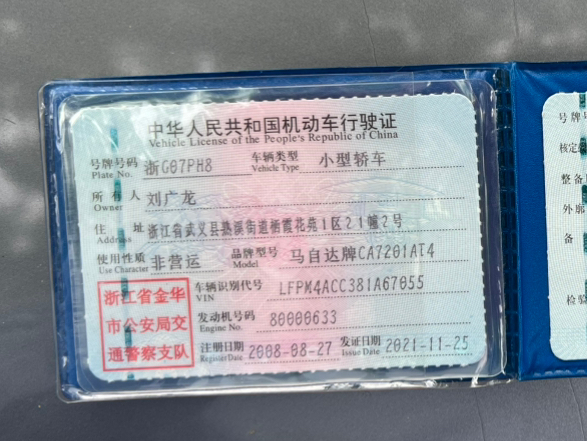 中华人民共和国机动车行驶证
Vehicle License of the People's Republic of China
号牌号码 浙G07PH8 车辆类型 小型轿车
Plate No. Vehicle Type
所有人 刘广龙
Owner
住址 浙江省武义县熟溪街道栖霞花苑1区21幢2号
Address
使用性质 非营运 品牌型号 马自达牌CA7201AT4
Use Character Model
浙江省金华
市公安局交
通警察支队
车辆识别代号 LFPM4ACC381A67055
VIN
发动机号码 80000633
Engine No.
注册日期 2008-08-27 发证日期 2021-11-25
Register Date Issue Date
号牌
核定
整备
外廓
检验